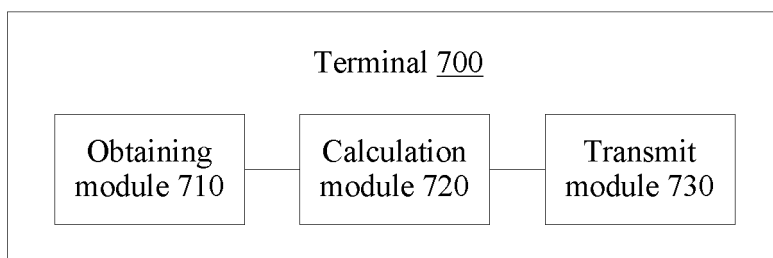 Terminal 700
Obtaining
module 710
Calculation
module 720
Transmit
module 730